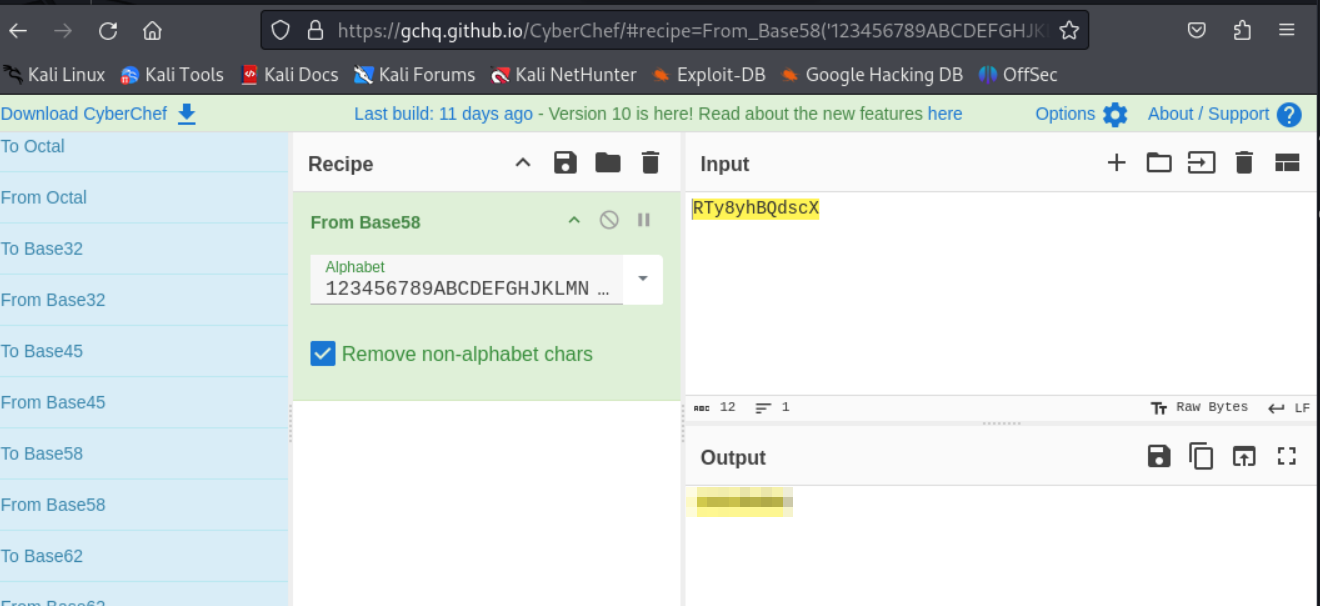 https://gchq.github.io/CyberChef/#recipe=From_Base58('123456789ABCDEFGHJK
Kali Linux Kali Tools Kali Docs Kali Forums Kali NetHunter Exploit-DB Google Hacking DB OffSec
Download CyberChef Last build: 11 days ago - Version 10 is here! Read about the new features here Options About / Support
To Octal
From Octal
To Base32
From Base32
To Base45
From Base45
To Base58
From Base58
To Base62
From Base62
Recipe
From Base58
Alphabet
123456789ABCDEFGHJKLMN …
Remove non-alphabet chars
Input
RTy8yhBQdscX
ABC 12 1 Tт Raw Bytes LF
Output